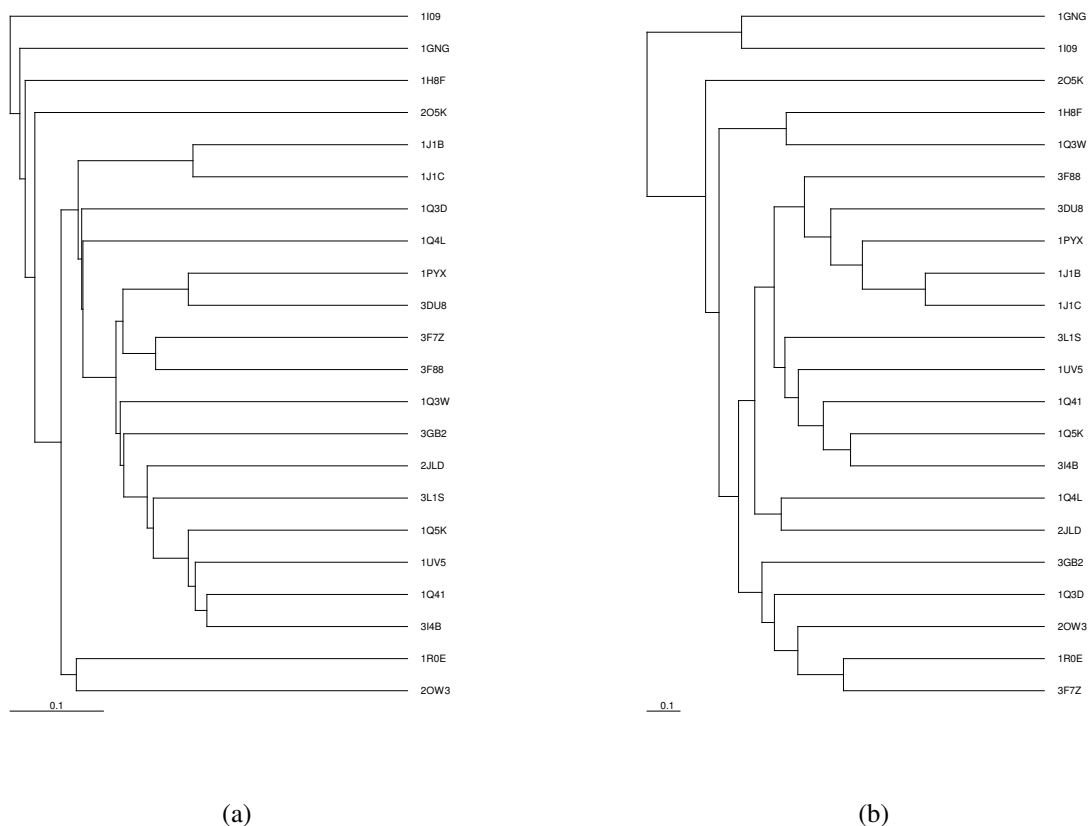 1I09
1GNG
1H8F
2O5K
1J1B
1J1C
1Q3D
1Q4L
1PYX
3DU8
3F7Z
3F88
1Q3W
3GB2
2JLD
3L1S
1Q5K
1UV5
1Q41
3I4B
1R0E
2OW3
0.1
(a)
1GNG
1I09
2O5K
1H8F
1Q3W
3F88
3DU8
1PYX
1J1B
1J1C
3L1S
1UV5
1Q41
1Q5K
3I4B
1Q4L
2JLD
3GB2
1Q3D
2OW3
1R0E
3F7Z
0.1
(b)